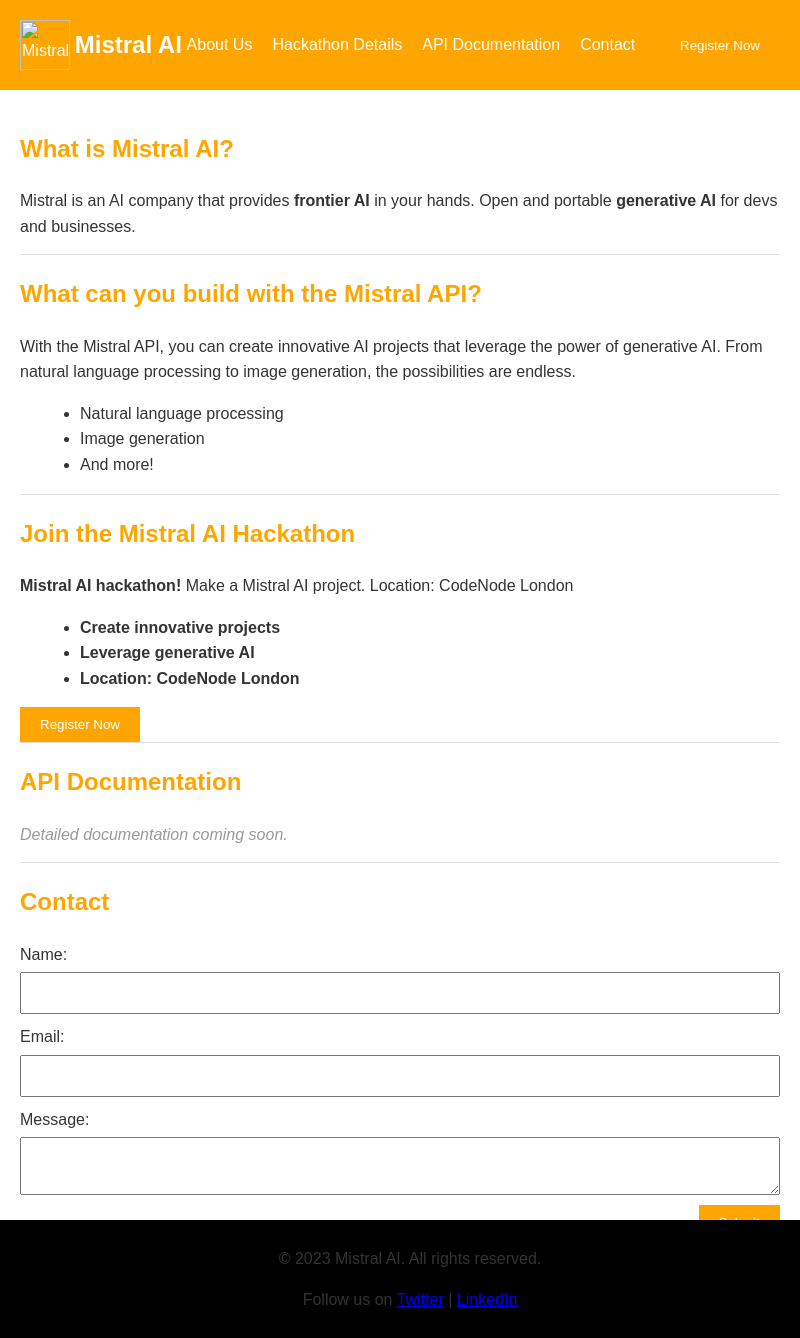 Mistral Mistral AI About Us Hackathon Details API Documentation Contact Register Now
What is Mistral AI?
Mistral is an AI company that provides frontier AI in your hands. Open and portable generative AI for devs
and businesses.
What can you build with the Mistral API?
With the Mistral API, you can create innovative AI projects that leverage the power of generative AI. From
natural language processing to image generation, the possibilities are endless.
• Natural language processing
• Image generation
• And more!
Join the Mistral AI Hackathon
Mistral AI hackathon! Make a Mistral AI project. Location: CodeNode London
• Create innovative projects
• Leverage generative AI
• Location: CodeNode London
Register Now
API Documentation
Detailed documentation coming soon.
Contact
Name:
Email:
Message:
© 2023 Mistral AI. All rights reserved.
Follow us on Twitter | LinkedIn